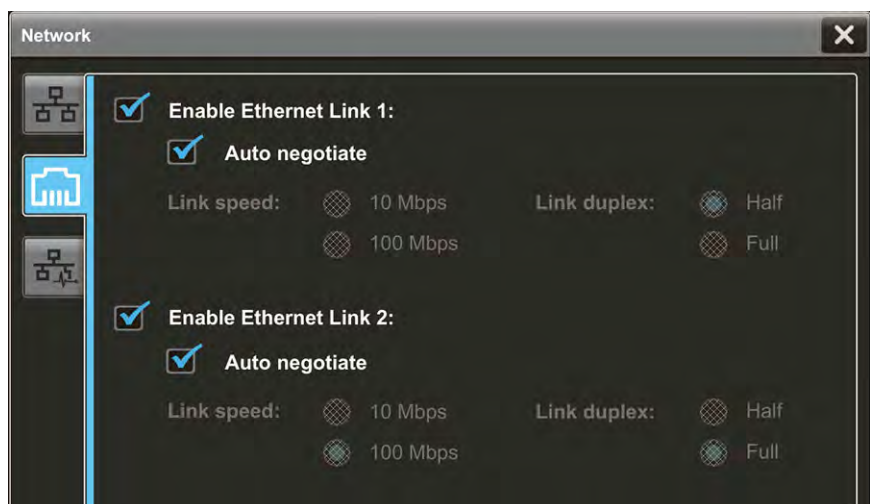 Network
Enable Ethernet Link 1:
Auto negotiate
Link speed: 10 Mbps Link duplex: Half
100 Mbps Full
Enable Ethernet Link 2:
Auto negotiate
Link speed: 10 Mbps Link duplex: Half
100 Mbps Full